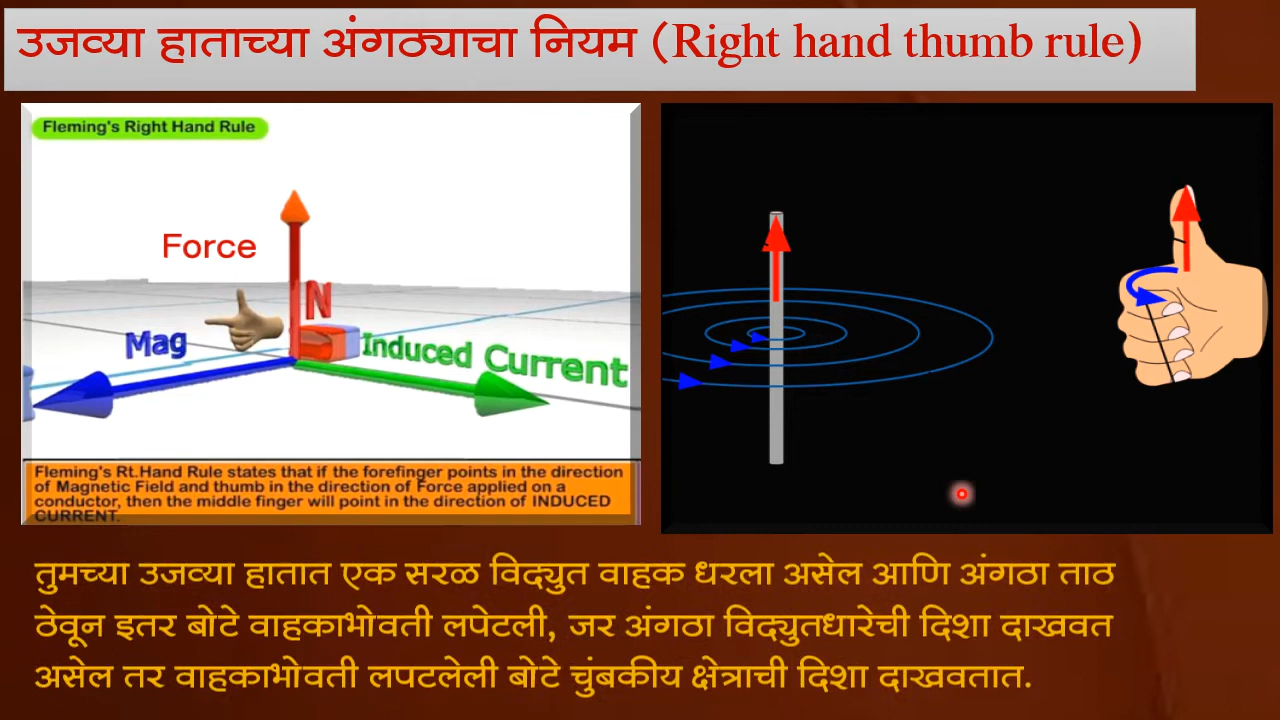 उजव्या हाताच्या अंगठ्याचा नियम (Right hand thumb rule)
Fleming's Right Hand Rule
Force
N
Mag
Induced Current
Fleming's Rt.Hand Rule states that if the forefinger points in the direction
of Magnetic Field and thumb in the direction of Force applied on a
conductor, then the middle finger will point in the direction of INDUCED
CURRENT.
तुमच्या उजव्या हातात एक सरळ विद्युत वाहक धरला असेल आणि अंगठा ताठ
ठेवून इतर बोटे वाहकाभोवती लपेटली, जर अंगठा विद्युतधारेची दिशा दाखवत
असेल तर वाहकाभोवती लपटलेली बोटे चुंबकीय क्षेत्राची दिशा दाखवतात.